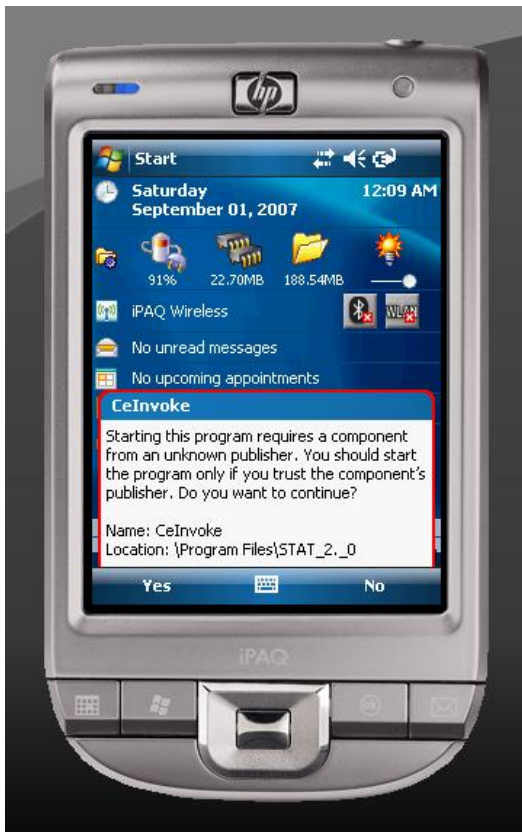 hp
Start
Saturday 12:09 AM
September 01, 2007
91% 22.70MB 188.54MB
iPAQ Wireless WLAN
No unread messages
No upcoming appointments
CeInvoke
Starting this program requires a component
from an unknown publisher. You should start
the program only if you trust the component's
publisher. Do you want to continue?
Name: CeInvoke
Location: \Program Files\STAT_2._0
Yes No
iPAQ
ok